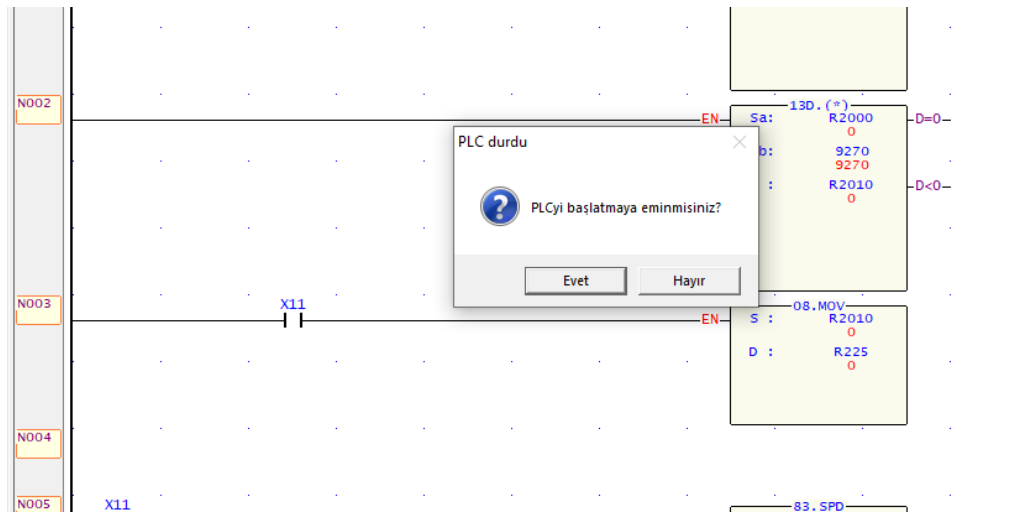 N002
13D.(*)
EN
Sa: R2000
D=0
0
b: 9270
9270
: R2010
D<0
0
PLC durdu
PLCyi başlatmaya eminmisiniz?
Evet
Hayır
N003
X11
08.MOV
EN
S : R2010
0
D : R225
0
N004
N005
X11
83.SPD